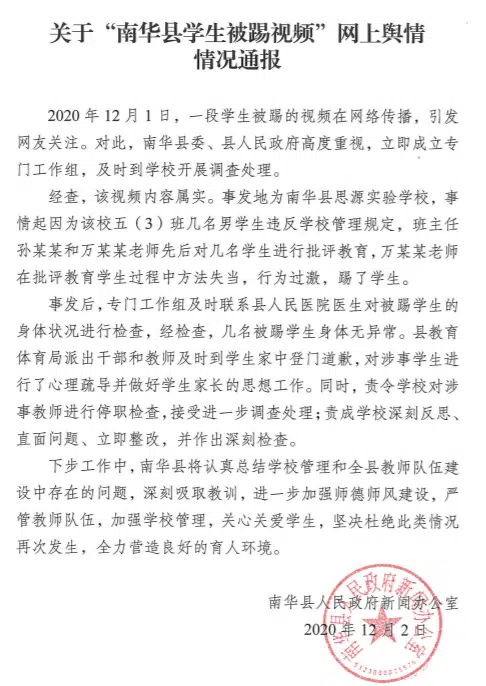 关于“南华县学生被踢视频”网上舆情
情况通报
2020 年 12 月 1 日，一段学生被踢的视频在网络传播，引发
网友关注。对此，南华县委、县人民政府高度重视，立即成立专
门工作组，及时到学校开展调查处理。
经查，该视频内容属实。事发地为南华县思源实验学校，事
情起因为该校五（3）班几名男学生违反学校管理规定，班主任
孙某某和万某某老师先后对几名学生进行批评教育，万某某老师
在批评教育学生过程中方法失当，行为过激，踢了学生。
事发后，专门工作组及时联系县人民医院医生对被踢学生的
身体状况进行检查，经检查，几名被踢学生身体无异常。县教育
体育局派出干部和教师及时到学生家中登门道歉，对涉事学生进
行了心理疏导并做好学生家长的思想工作。同时，责令学校对涉
事教师进行停职检查，接受进一步调查处理；责成学校深刻反思、
直面问题、立即整改，并作出深刻检查。
下步工作中，南华县将认真总结学校管理和全县教师队伍建
设中存在的问题，深刻吸取教训，进一步加强师德师风建设，严
管教师队伍，加强学校管理，关心关爱学生，坚决杜绝此类情况
再次发生，全力营造良好的育人环境。
南华县人民政府新闻办公室
2020 年 12 月 2 日
南华县人民政府新闻办公室